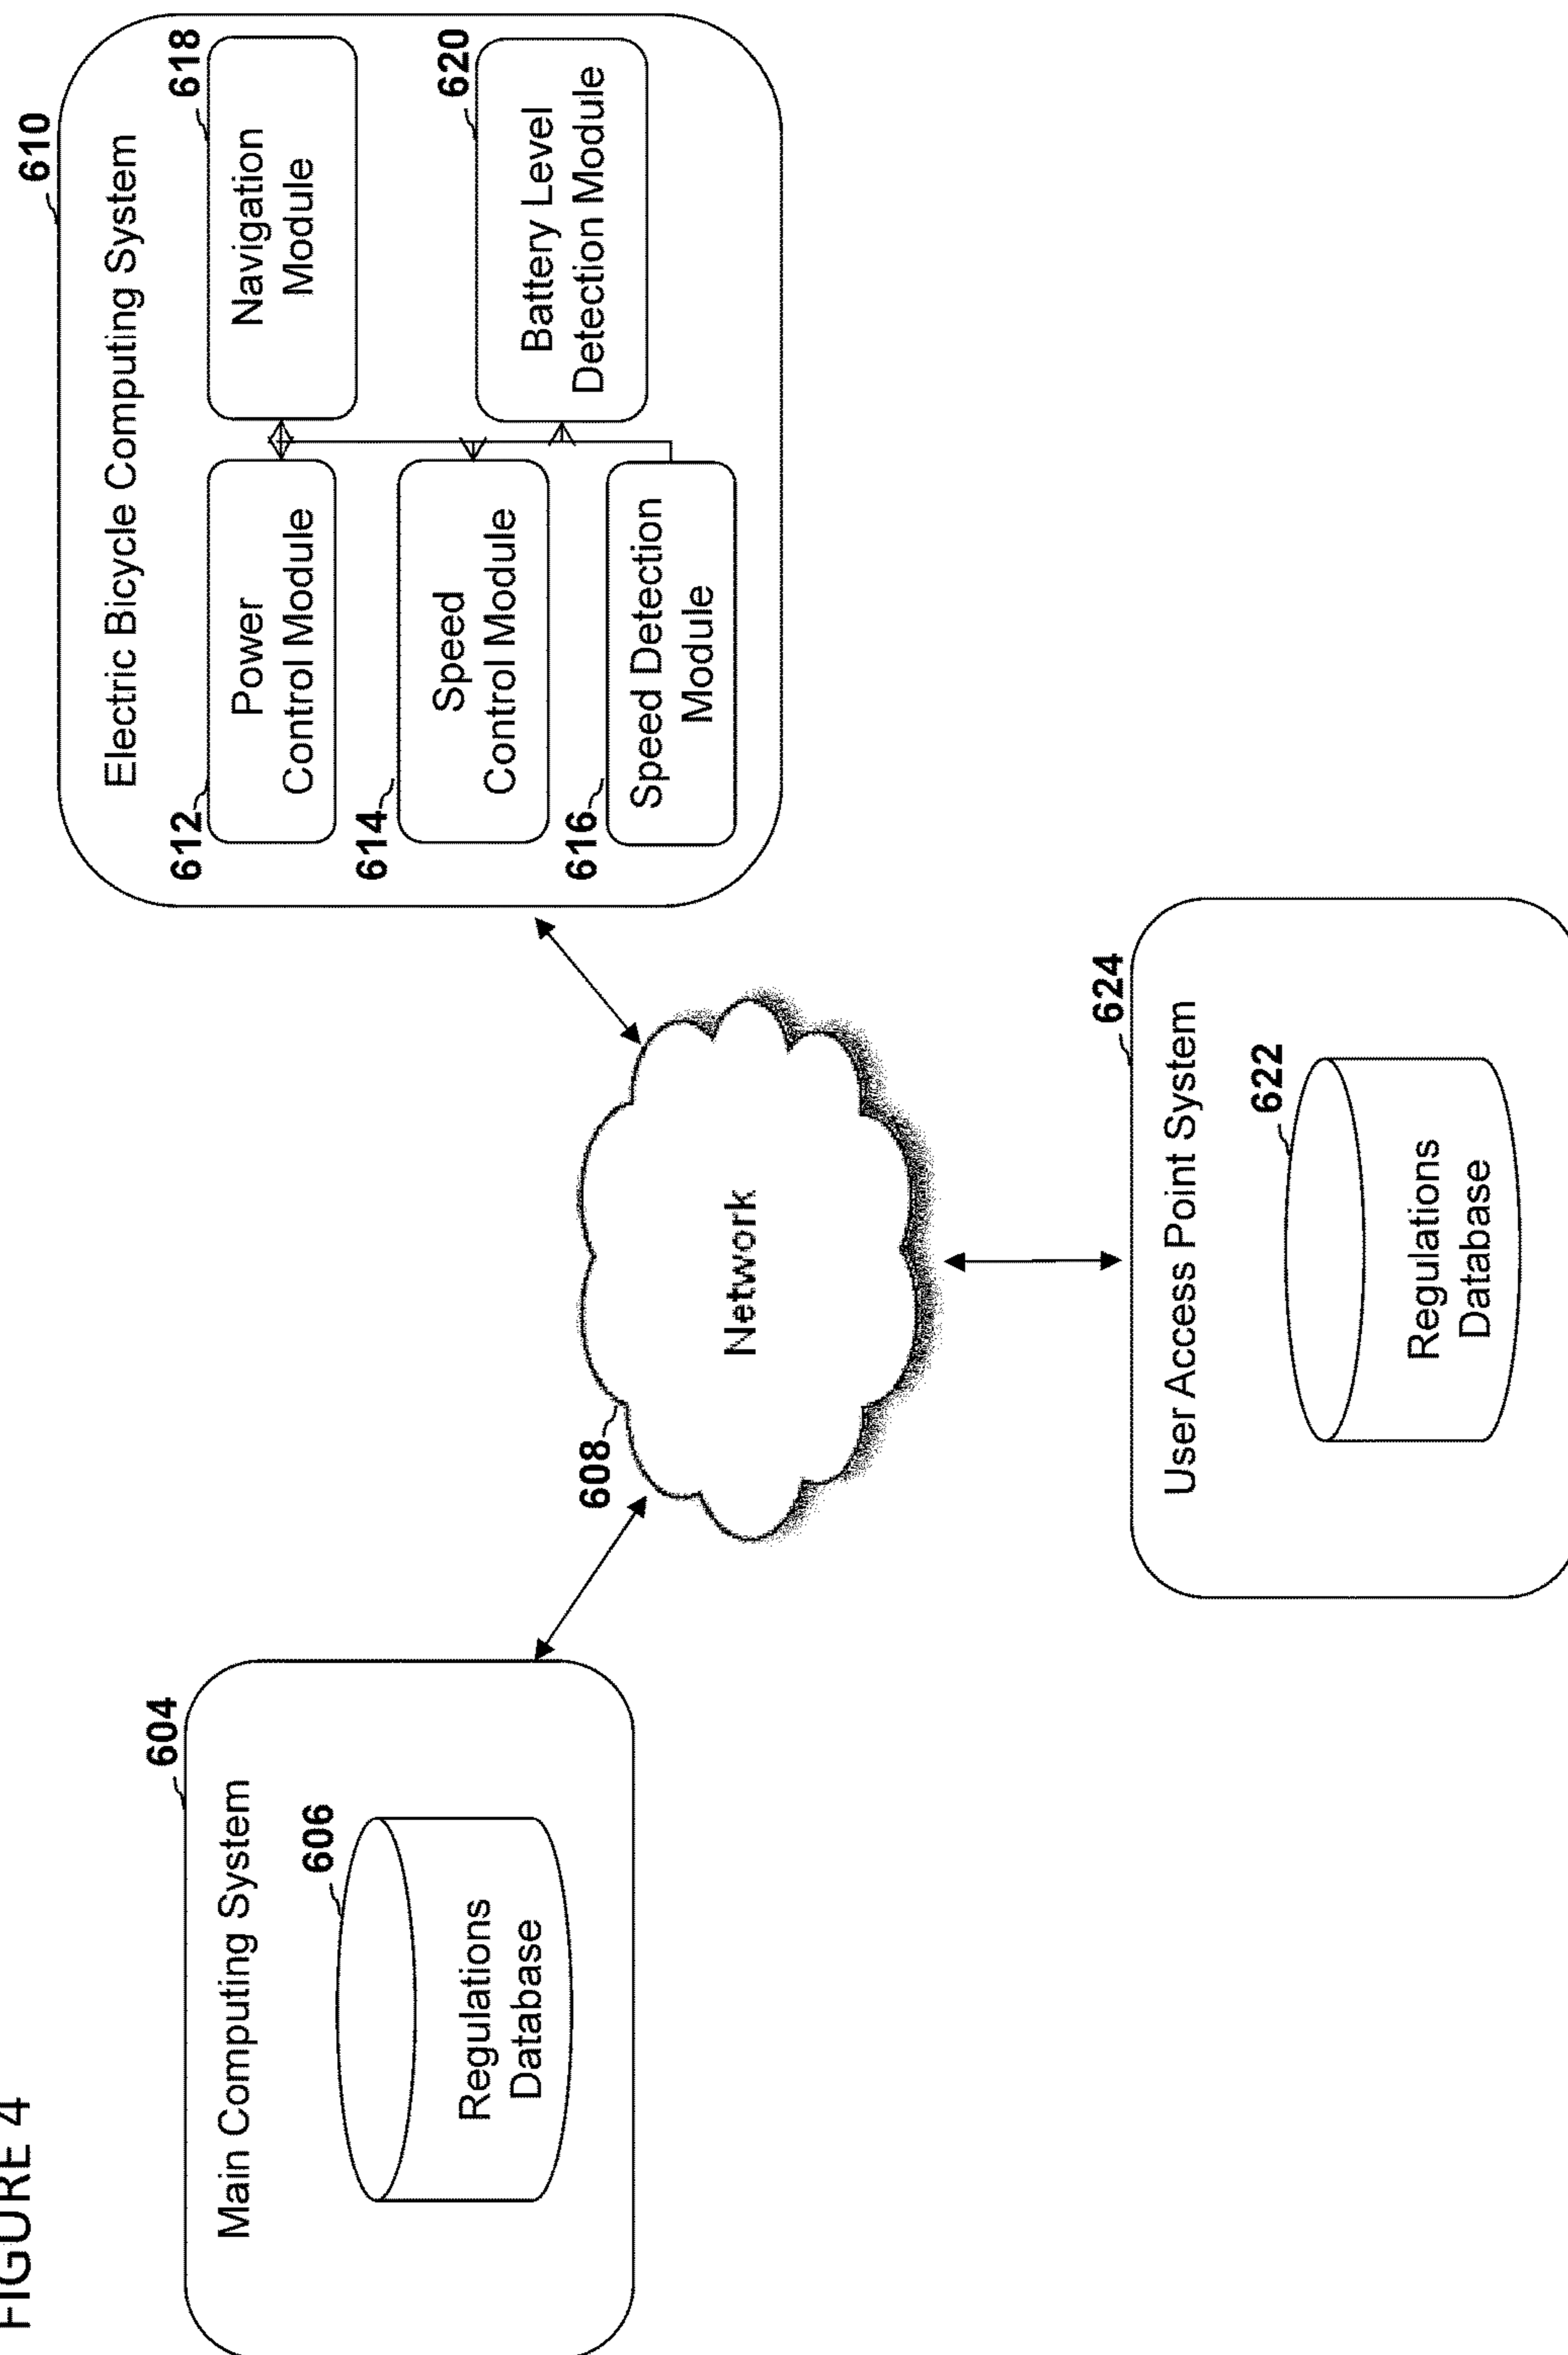 FIGURE 4
604
Main Computing System
606
Regulations
Database
608
Network
610
Electric Bicycle Computing System
612
Power
Control Module
614
Speed
Control Module
616
Speed Detection
Module
618
Navigation
Module
620
Battery Level
Detection Module
624
User Access Point System
622
Regulations
Database